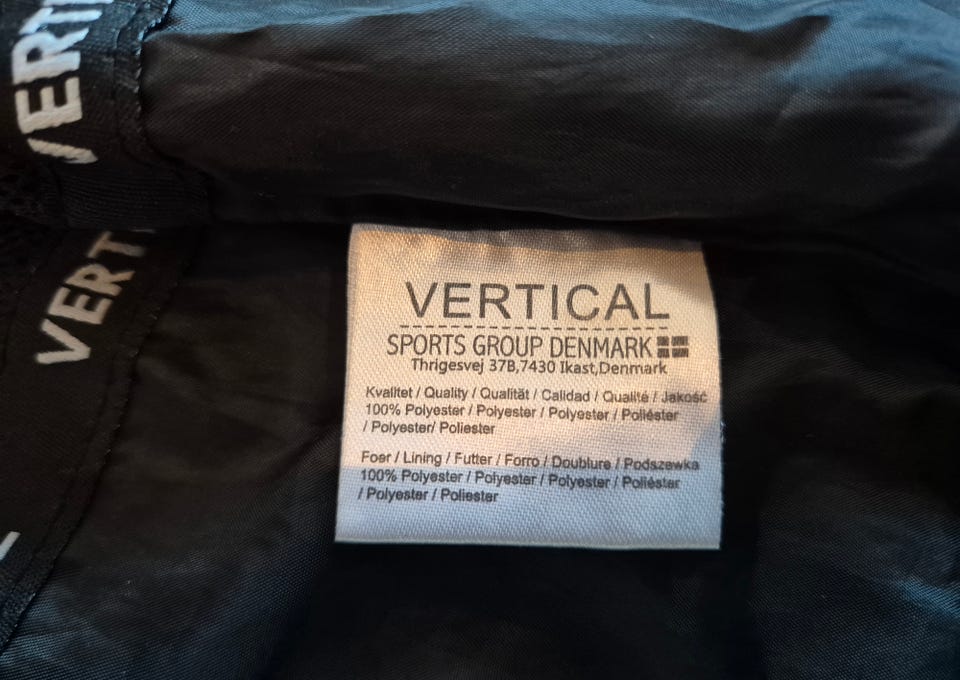 VERTI
VERT
VERTICAL
SPORTS GROUP DENMARK
Thrigesvej 37B,7430 Ikast,Denmark
Kvalitet / Quality / Qualität / Calidad / Qualité / Jakość
100% Polyester / Polyester / Polyester / Poliéster
/ Polyester/ Poliester
Foer / Lining / Futter / Forro / Doublure / Podszewka
100% Polyester / Polyester / Polyester / Poliéster
/ Polyester / Poliester